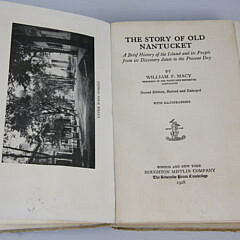 THE STORY OF OLD
NANTUCKET
A Brief History of the Island and its People
from its Discovery down to the Present Day
BY
WILLIAM F. MACY
Second Edition, Revised and Enlarged
WITH ILLUSTRATIONS
BOSTON AND NEW YORK
HOUGHTON MIFFLIN COMPANY
The Riverside Press Cambridge
1928